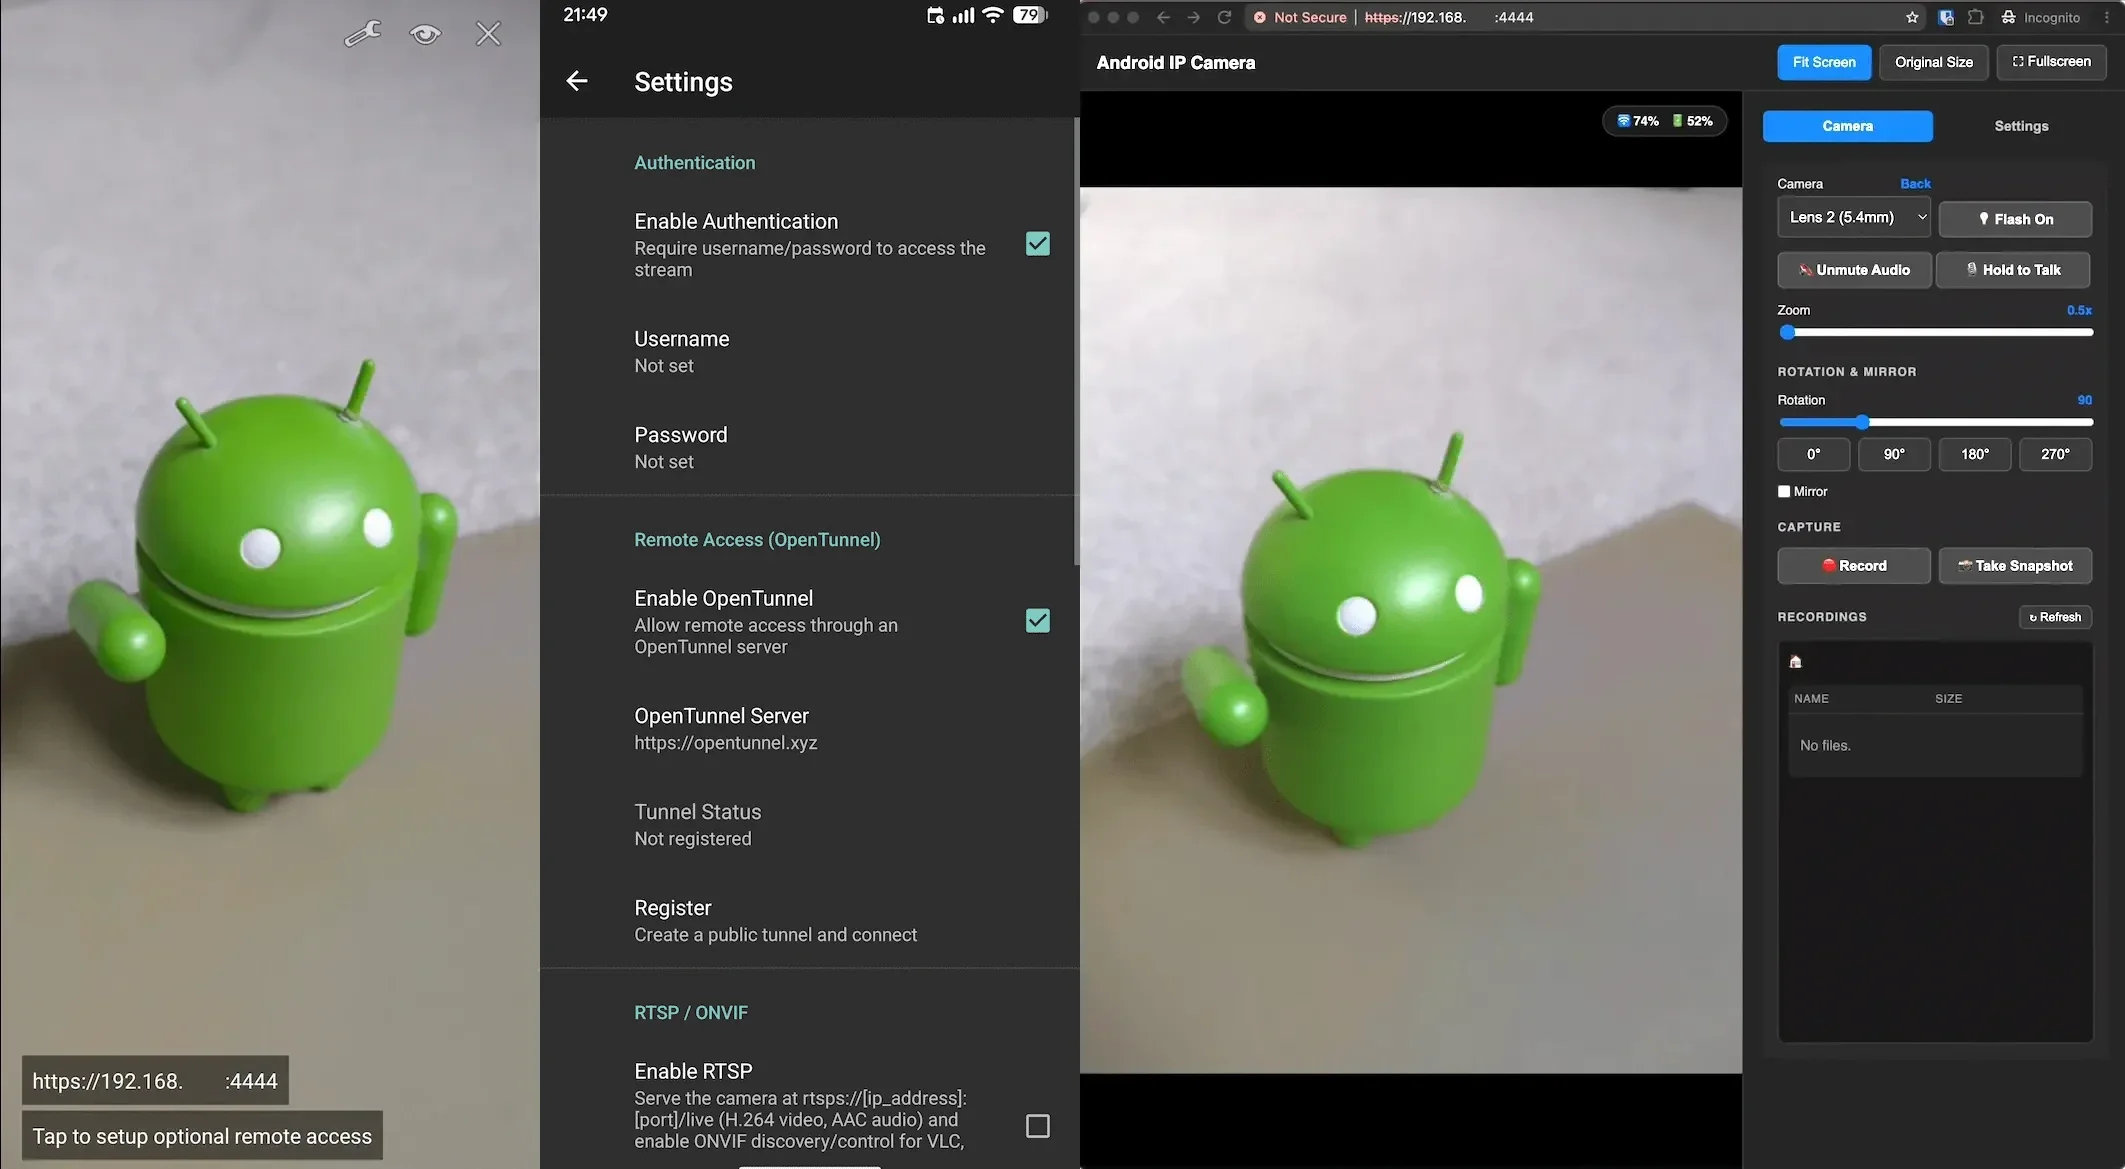 https://192.168. :4444
Tap to setup optional remote access
21:49
79
Settings
Authentication
Enable Authentication
Require username/password to access the
stream
Username
Not set
Password
Not set
Remote Access (OpenTunnel)
Enable OpenTunnel
Allow remote access through an
OpenTunnel server
OpenTunnel Server
https://opentunnel.xyz
Tunnel Status
Not registered
Register
Create a public tunnel and connect
RTSP / ONVIF
Enable RTSP
Serve the camera at rtsps://[ip_address]:
[port]/live (H.264 video, AAC audio) and
enable ONVIF discovery/control for VLC,
Not Secure | https://192.168. :4444
Incognito
Android IP Camera
Fit Screen
Original Size
Fullscreen
74% 52%
Camera
Settings
Camera Back
Lens 2 (5.4mm)
Flash On
Unmute Audio
Hold to Talk
Zoom 0.5x
ROTATION & MIRROR
Rotation 90
0° 90° 180° 270°
Mirror
CAPTURE
Record
Take Snapshot
RECORDINGS
Refresh
NAME SIZE
No files.